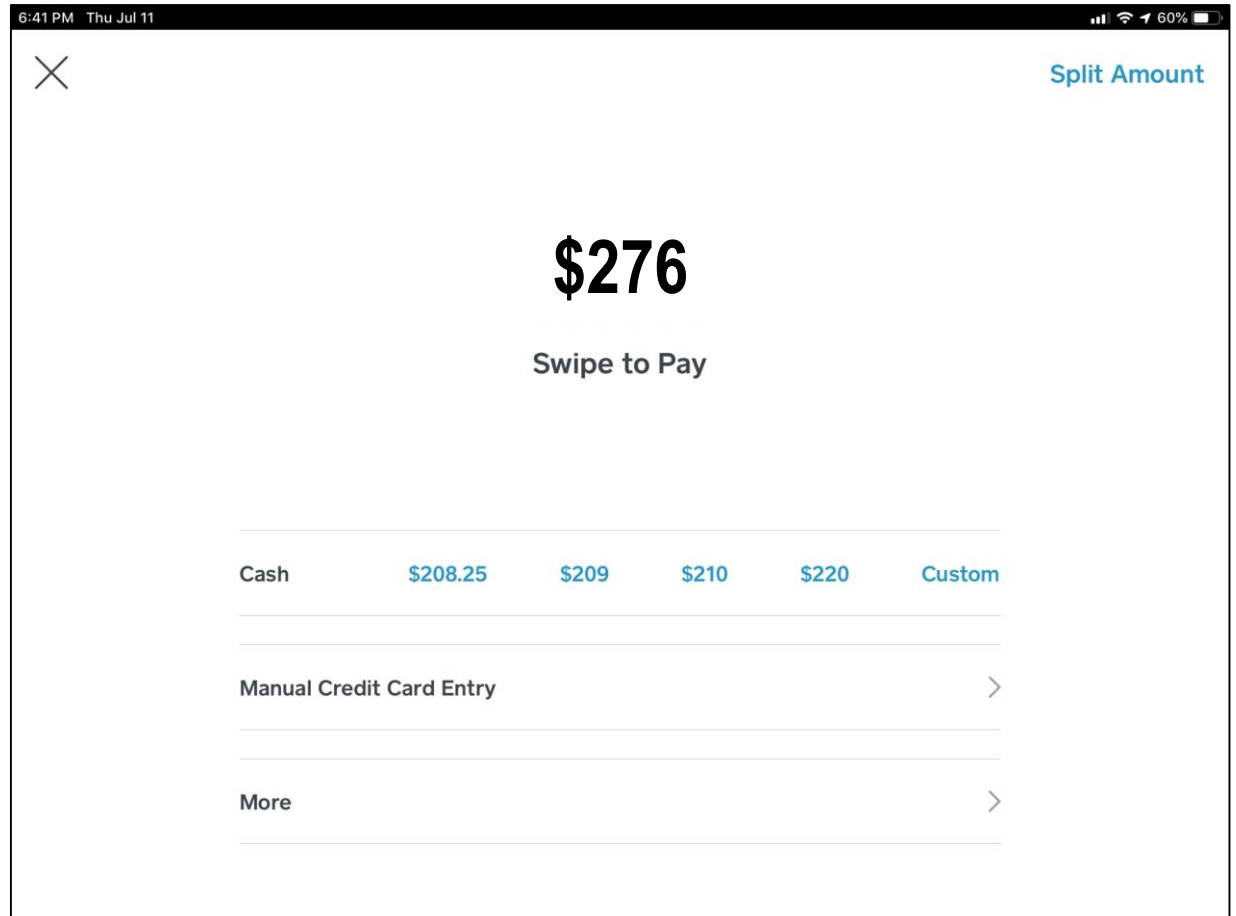 6:41 PM Thu Jul 11 60%
Split Amount
$276
Swipe to Pay
Cash $208.25 $209 $210 $220 Custom
Manual Credit Card Entry
More